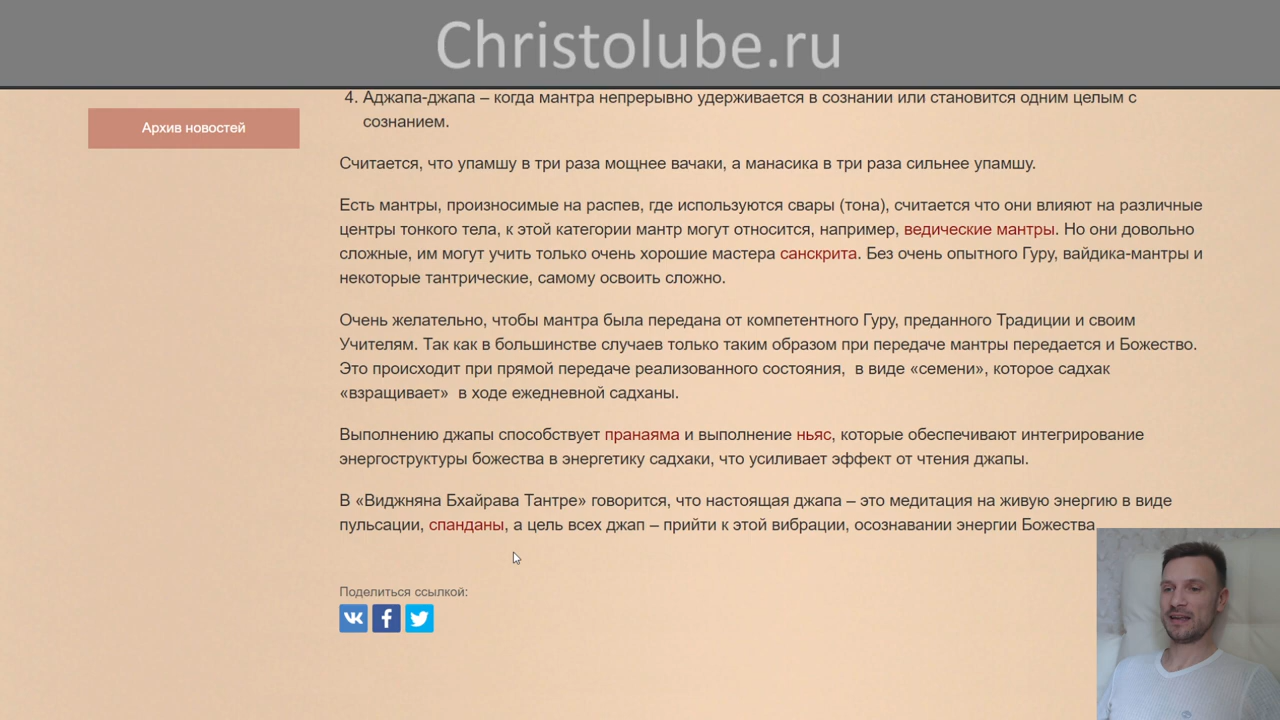 Christolube.ru
4. Аджапа-джапа – когда мантра непрерывно удерживается в сознании или становится одним целым с
сознанием.
Архив новостей
Считается, что упамшу в три раза мощнее вачаки, а манасика в три раза сильнее упамшу.
Есть мантры, произносимые на распев, где используются свары (тона), считается что они влияют на различные
центры тонкого тела, к этой категории мантр могут относится, например, ведические мантры. Но они довольно
сложные, им могут учить только очень хорошие мастера санскрита. Без очень опытного Гуру, вайдика-мантры и
некоторые тантрические, самому освоить сложно.
Очень желательно, чтобы мантра была передана от компетентного Гуру, преданного Традиции и своим
Учителям. Так как в большинстве случаев только таким образом при передаче мантры передается и Божество.
Это происходит при прямой передаче реализованного состояния, в виде «семени», которое садхак
«взращивает» в ходе ежедневной садханы.
Выполнению джапы способствует пранаяма и выполнение ньяс, которые обеспечивают интегрирование
энергоструктуры божества в энергетику садхаки, что усиливает эффект от чтения джапы.
В «Виджняна Бхайрава Тантре» говорится, что настоящая джапа – это медитация на живую энергию в виде
пульсации, спанданы, а цель всех джап – прийти к этой вибрации, осознавании энергии Божества
Поделиться ссылкой: